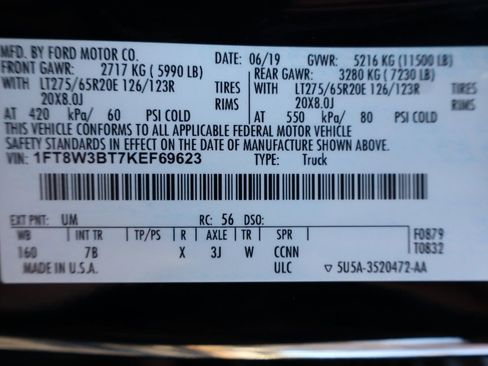 MFD. BY FORD MOTOR CO. DATE: 06/19 GVWR: 5216 KG (11500 LB)
FRONT GAWR: 2717 KG (5990 LB) REAR GAWR: 3280 KG (7230 LB)
LT275/65R20E 126/123R TIRES LT275/65R20E 126/123R
20X8.0J RIMS 20X8.0J
AT 420 kPa/ 60 PSI COLD AT 550 kPa/ 80 PSI COLD
THIS VEHICLE CONFORMS TO ALL APPLICABLE FEDERAL MOTOR VEHICLE
SAFETY STANDARDS IN EFFECT ON THE DATE OF MANUFACTURE SHOWN ABOVE.
VIN: 1FT8W3BT7KEF69623 TYPE: Truck
EXT PNT: UM RC: 56 DSO:
WB INT TR TP/PS R AXLE TR SPR F0879
160 7B X 3J W CCNN T0832
MADE IN U.S.A. ULC ▽ 5U5A-3520472-AA